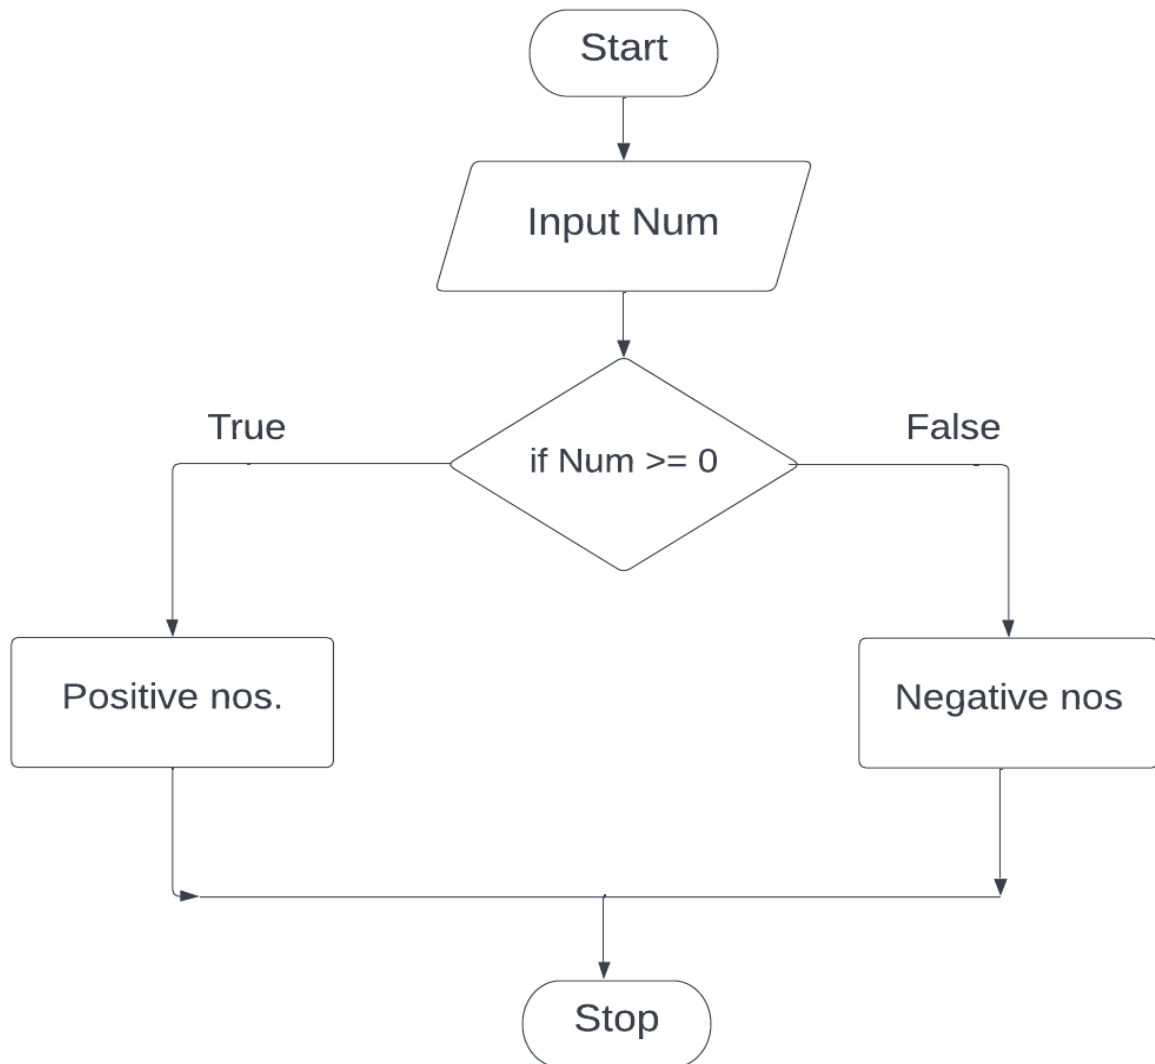 Start
Input Num
True
if Num >= 0
False
Positive nos.
Negative nos
Stop